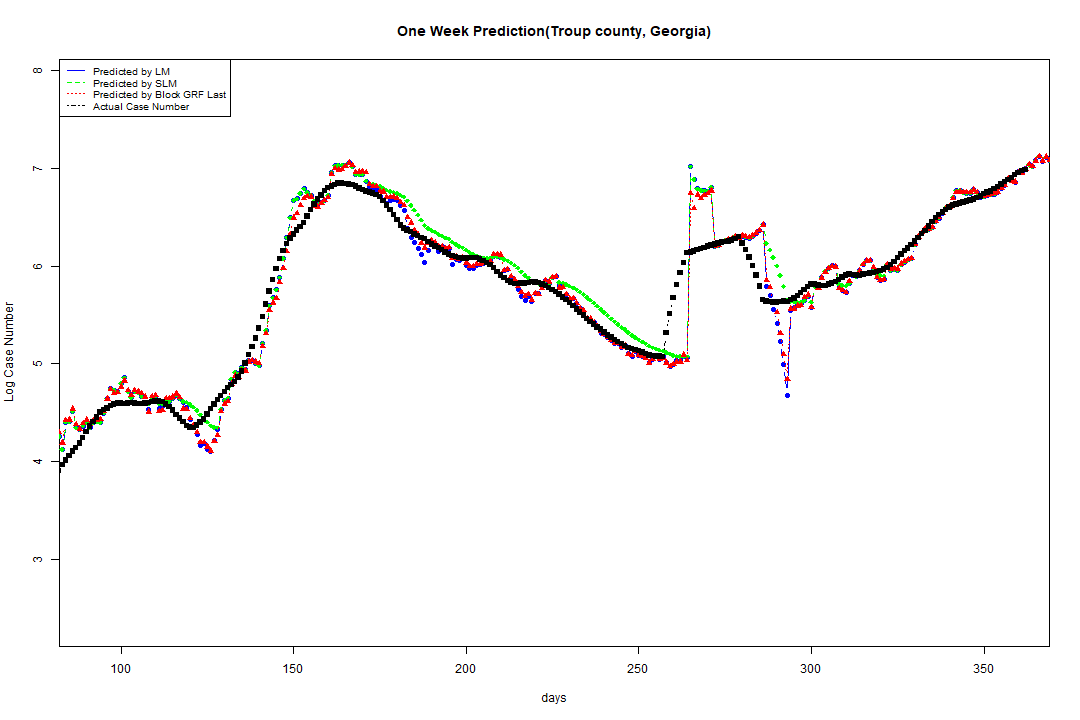 One Week Prediction(Troup county, Georgia)
Predicted by LM
Predicted by SLM
Predicted by Block GRF Last
Actual Case Number
8
7
6
5
4
3
Log Case Number
100 150 200 250 300 350
days